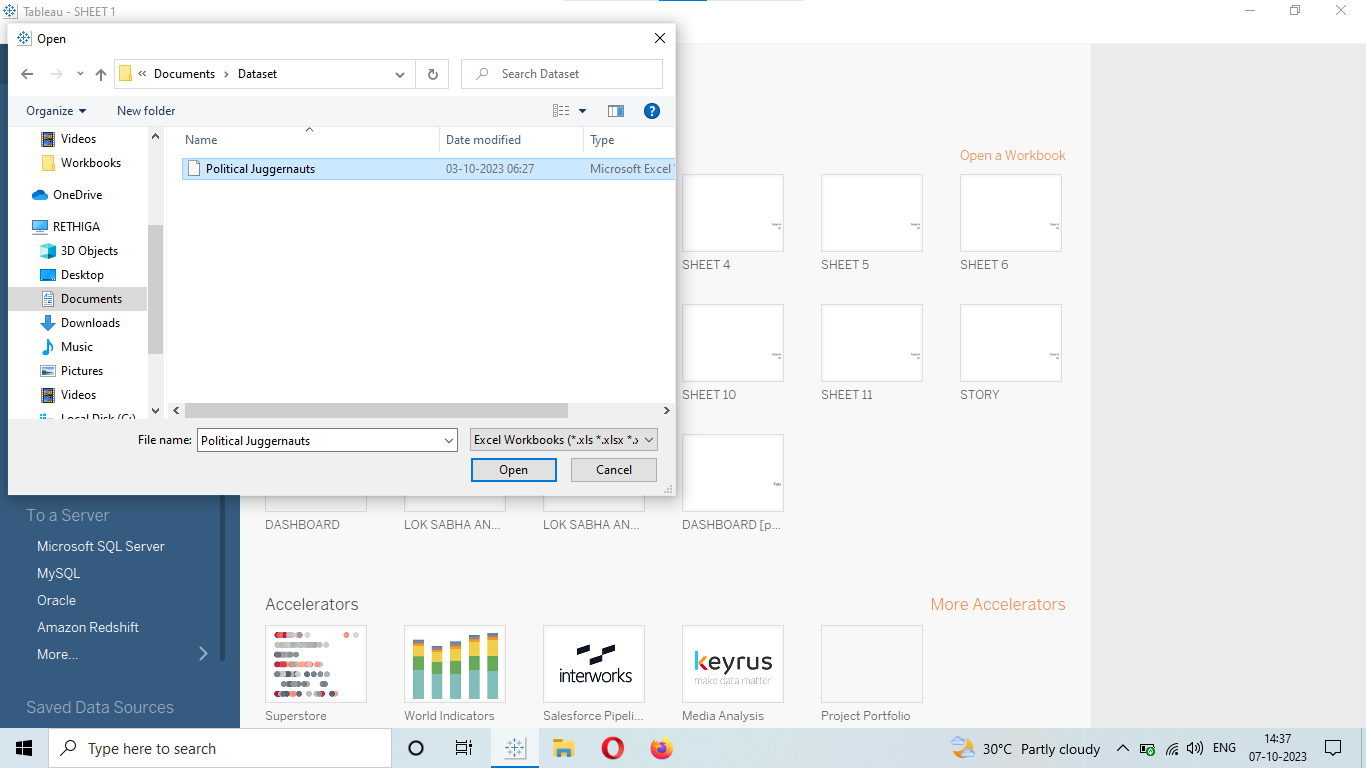 Tableau - SHEET 1
Open
« Documents › Dataset
Search Dataset
Organize
New folder
?
Videos
Workbooks
OneDrive
RETHIGA
3D Objects
Desktop
Documents
Downloads
Music
Pictures
Videos
Local Disk (C:)
Name
Date modified
Type
Political Juggernauts
03-10-2023 06:27
Microsoft Excel
File name:
Political Juggernauts
Excel Workbooks (*.xls *.xlsx *.x
Open
Cancel
Open a Workbook
SHEET 4
SHEET 5
SHEET 6
SHEET 10
SHEET 11
STORY
DASHBOARD
LOK SABHA AN...
LOK SABHA AN...
DASHBOARD [p...
To a Server
Microsoft SQL Server
MySQL
Oracle
Amazon Redshift
More...
Saved Data Sources
Accelerators
More Accelerators
interworks
keyrus
make data matter
Superstore
World Indicators
Salesforce Pipeli...
Media Analysis
Project Portfolio
Type here to search
30°C Partly cloudy
ENG
14:37
07-10-2023